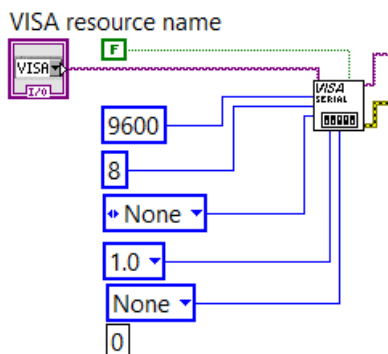 VISA resource name
F
VISA
I/O
VISA
SERIAL
9600
8
None
1.0
None
0